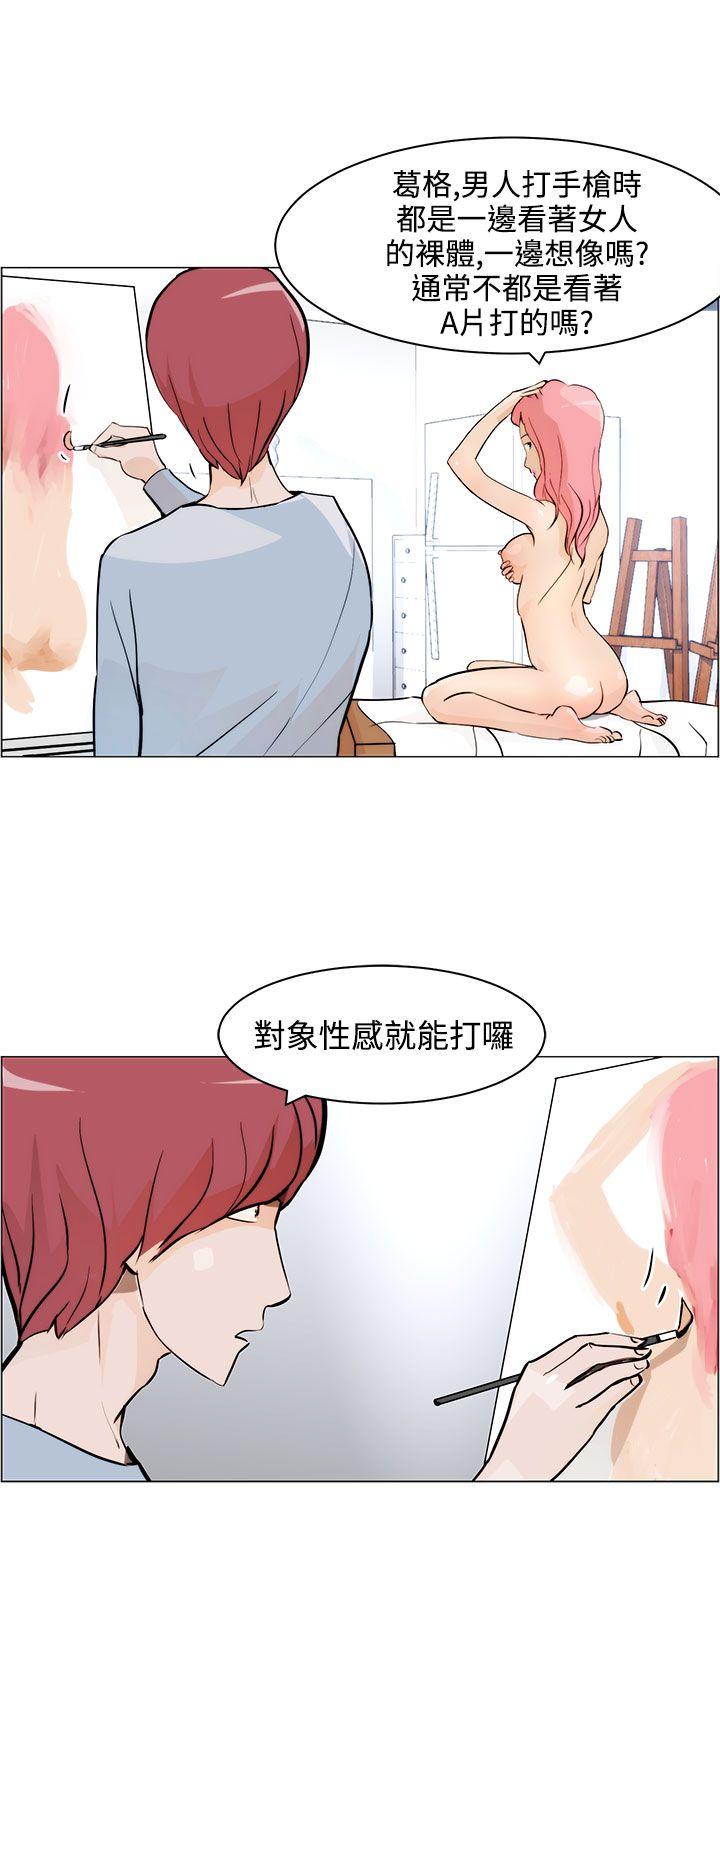 葛格,男人打手槍時
都是一邊看著女人
的裸體,一邊想像嗎?
通常不都是看著
A片打的嗎?
對象性感就能打囉